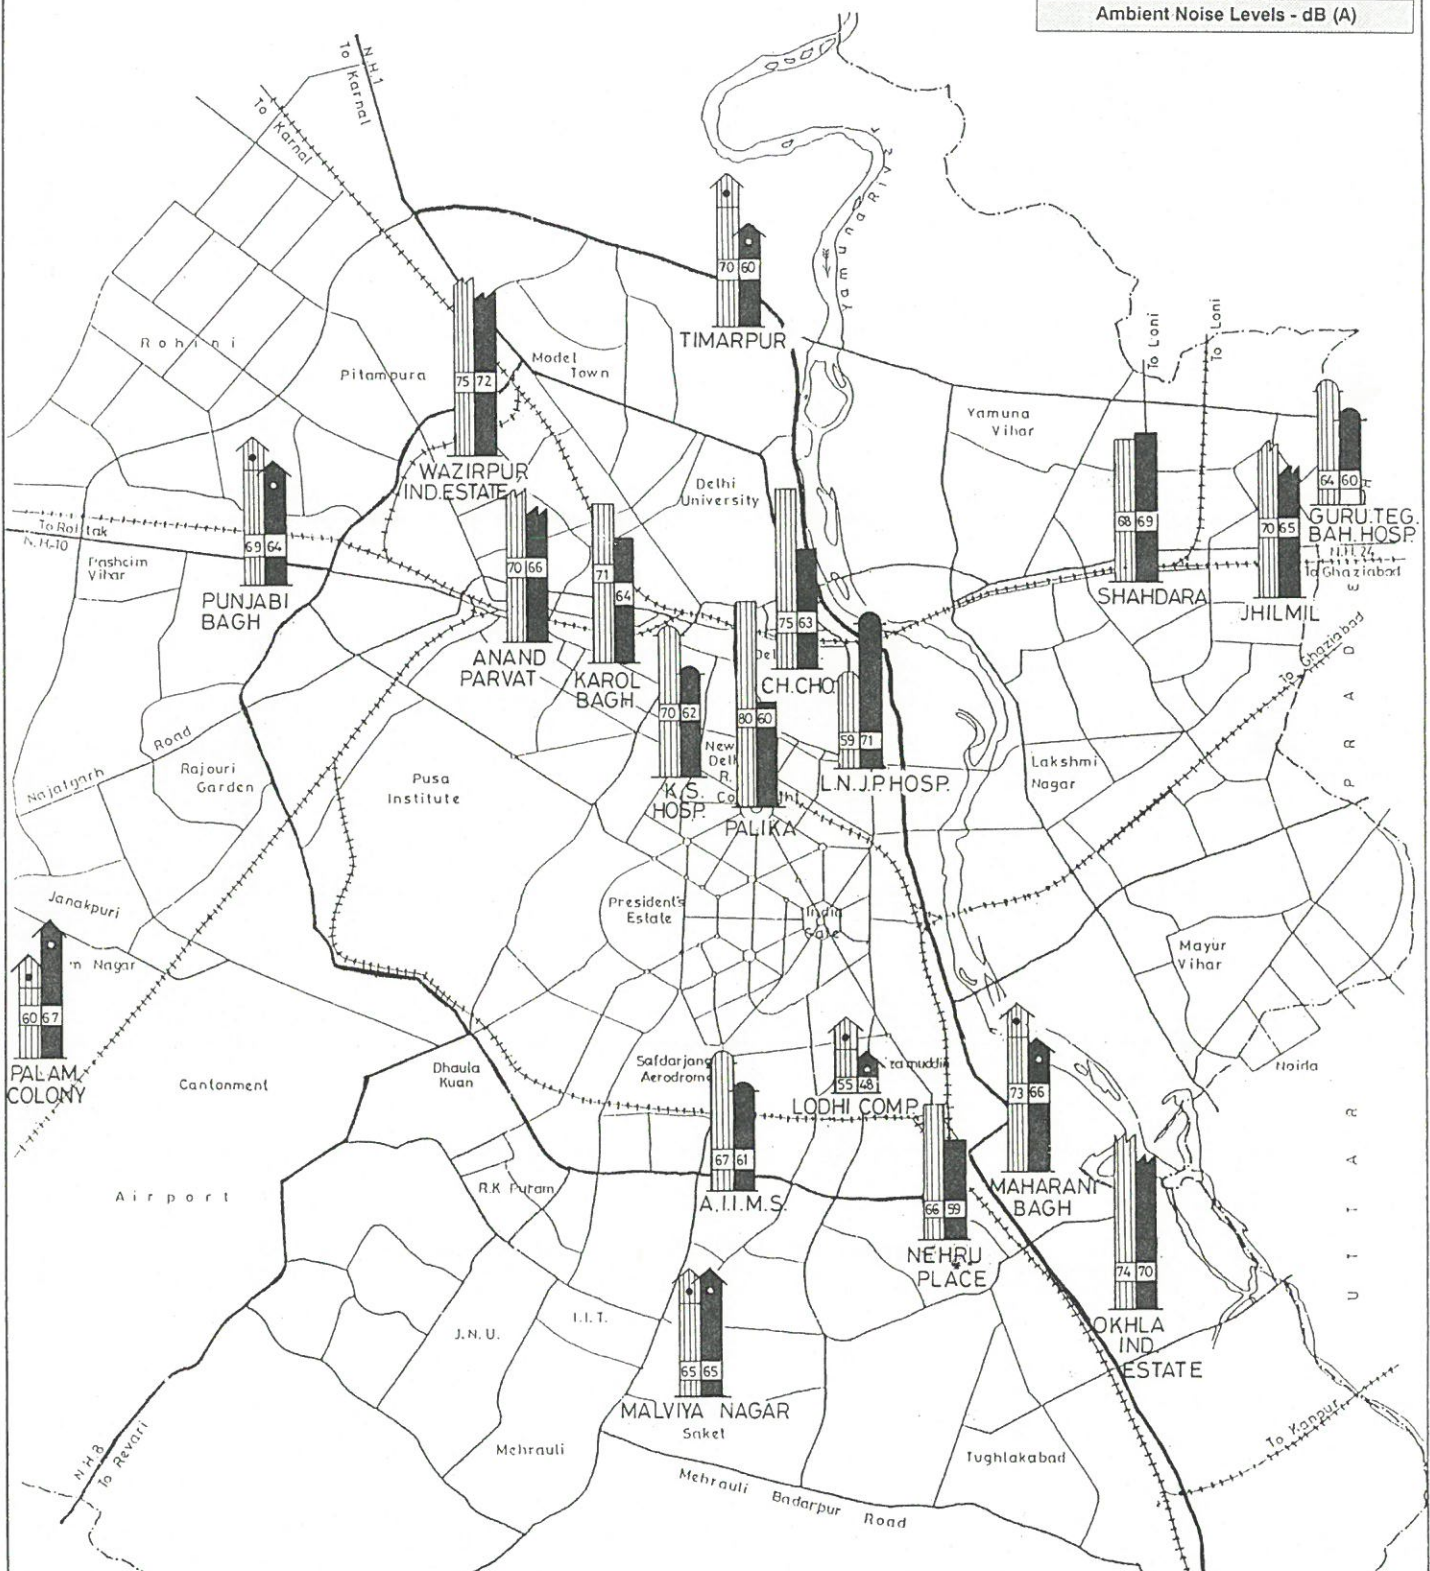 Ambient Noise Levels - dB (A)
N.H.1
To Karnal
To Karnal
Yamuna River
70 60
TIMARPUR
Rohini
Pitampura
75 72
WAZIRPUR
IND.ESTATE
Model
Town
To Loni
To Loni
Yamuna
Vihar
64 60
GURU.TEG.
BAH.HOSP.
N.H.24
To Ghaziabad
Delhi
University
68 69
SHAHDARA
70 65
JHILMIL
To Rohtak
N.H-10
Pashcim
Vihar
69 64
PUNJABI
BAGH
70 66
ANAND
PARVAT
71
64
KAROL
BAGH
75 63
CH.CHO
70 62
K.S.
HOSP.
80 60
PALIKA
59 71
L.N.J.P.HOSP.
New
To Ghaziabad
Najafgarh Road
Rajouri
Garden
Pusa
Institute
Lakshmi
Nagar
President's
Estate
India
Gate
Mayur
Vihar
Janakpuri
Nagar
60 67
PALAM
COLONY
Cantonment
Dhaula
Kuan
Safdarjang
Aerodrome
55 48
LODHI COMP.
73 66
MAHARANI
BAGH
Noida
UTTAR
PRADE
67 61
A.I.I.M.S.
Airport
R.K Puram
66 59
NEHRU
PLACE
74 70
OKHLA
IND.
ESTATE
65 65
MALVIYA NAGAR
Saket
I.I.T.
J.N.U.
Mehrauli
Mehrauli Badarpur Road
Tughlakabad
To Kanpur
N.H.8
To Revari